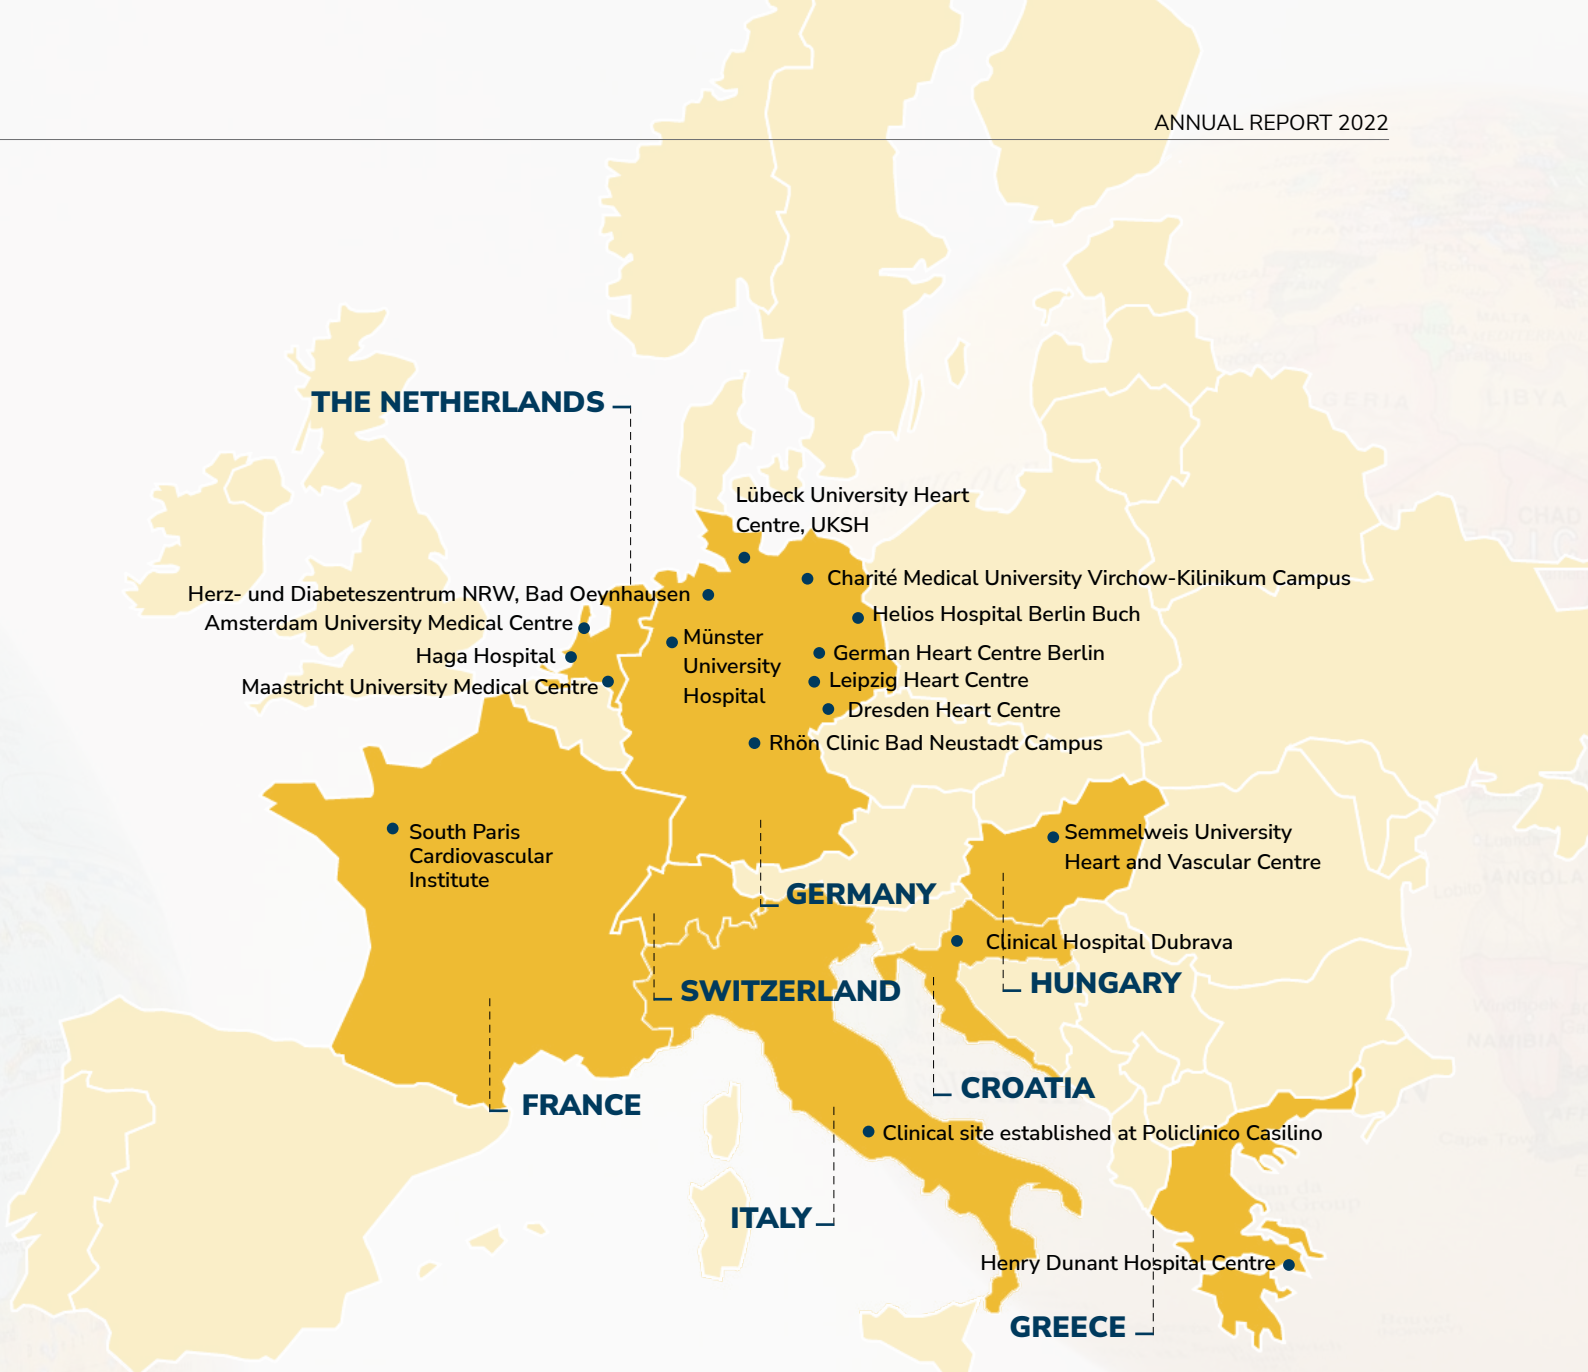 ANNUAL REPORT 2022
THE NETHERLANDS
Lübeck University Heart
Centre, UKSH
Charité Medical University Virchow-Kilinikum Campus
Herz- und Diabeteszentrum NRW, Bad Oeynhausen
Helios Hospital Berlin Buch
Amsterdam University Medical Centre
Münster
University
Hospital
German Heart Centre Berlin
Haga Hospital
Leipzig Heart Centre
Maastricht University Medical Centre
Dresden Heart Centre
Rhön Clinic Bad Neustadt Campus
South Paris
Cardiovascular
Institute
Semmelweis University
Heart and Vascular Centre
GERMANY
Clinical Hospital Dubrava
HUNGARY
SWITZERLAND
CROATIA
FRANCE
Clinical site established at Policlinico Casilino
ITALY
Henry Dunant Hospital Centre
GREECE
LIBYA
CHAD
ANGOLA
NAMIBIA